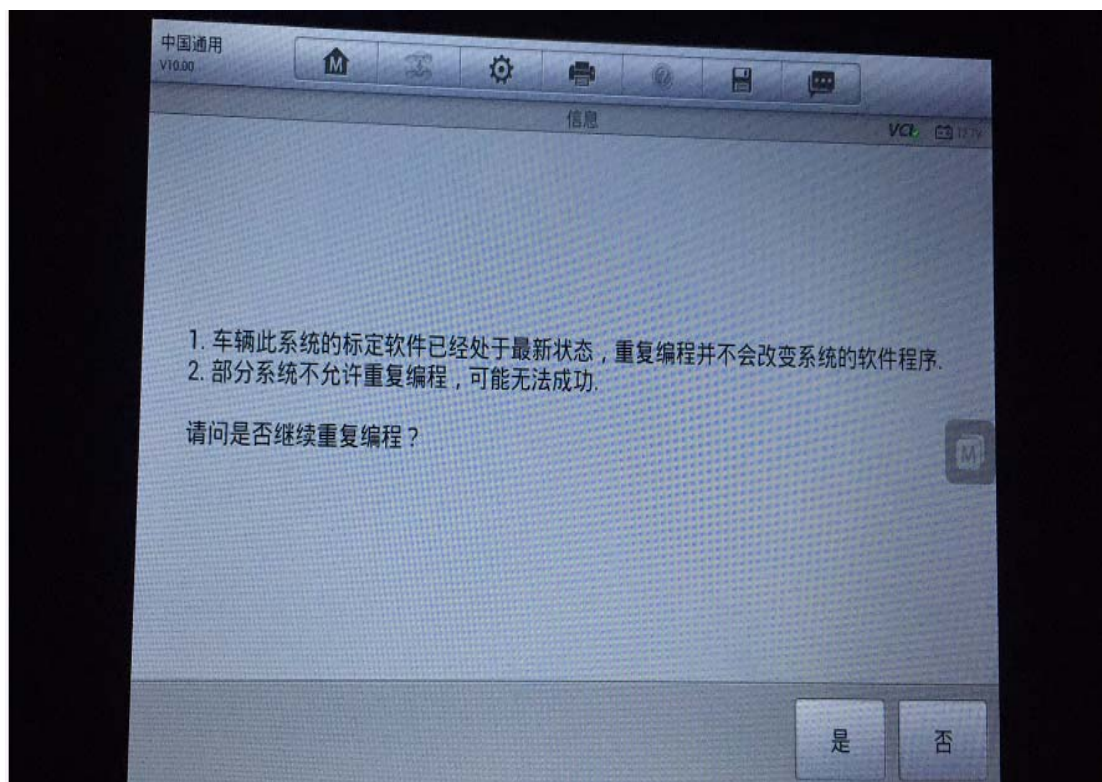 中国通用
V10.00
信息
VCI
1. 车辆此系统的标定软件已经处于最新状态，重复编程并不会改变系统的软件程序.
2. 部分系统不允许重复编程，可能无法成功.
请问是否继续重复编程？
M
是
否